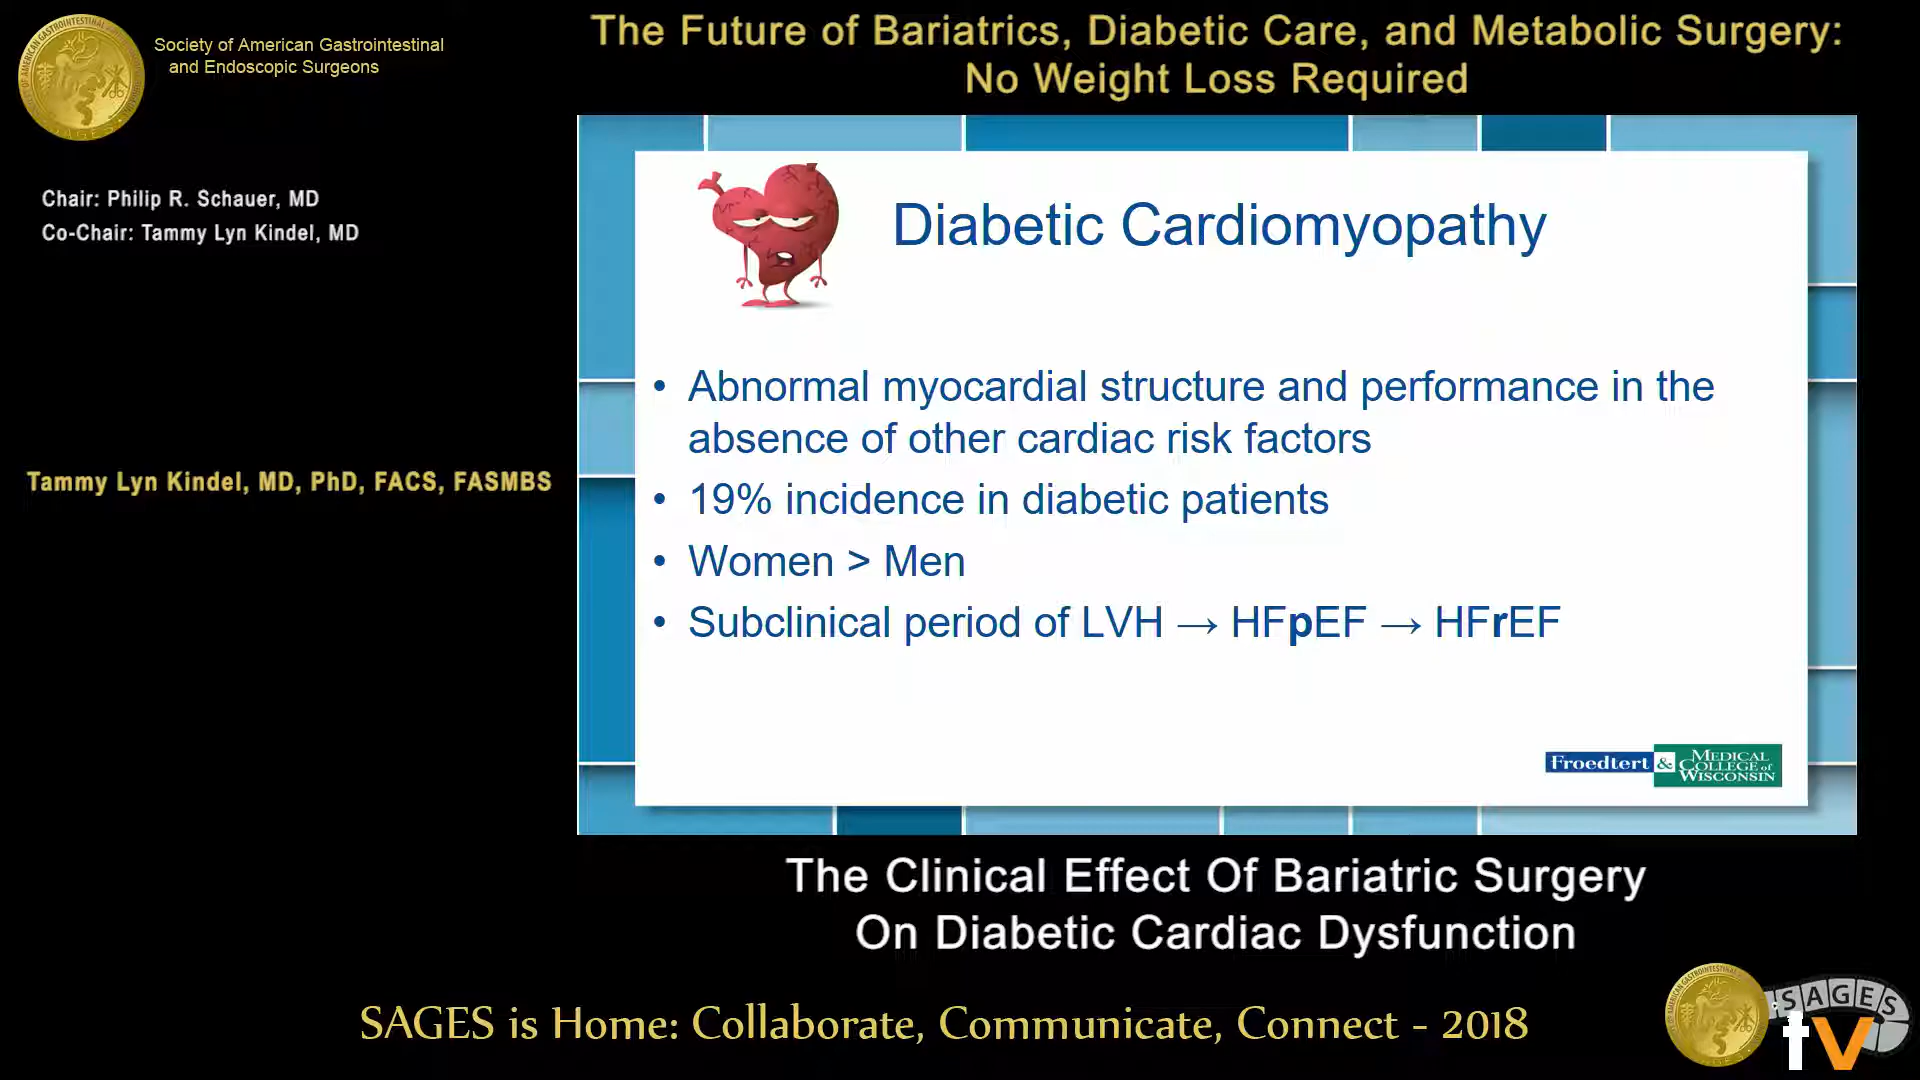 Society of American Gastrointestinal
and Endoscopic Surgeons
The Future of Bariatrics, Diabetic Care, and Metabolic Surgery:
No Weight Loss Required
Chair: Philip R. Schauer, MD
Co-Chair: Tammy Lyn Kindel, MD
Tammy Lyn Kindel, MD, PhD, FACS, FASMBS
Diabetic Cardiomyopathy
• Abnormal myocardial structure and performance in the
absence of other cardiac risk factors
• 19% incidence in diabetic patients
• Women > Men
• Subclinical period of LVH → HFpEF → HFrEF
Froedtert & MEDICAL
COLLEGE of
WISCONSIN
The Clinical Effect Of Bariatric Surgery
On Diabetic Cardiac Dysfunction
SAGES is Home: Collaborate, Communicate, Connect - 2018
SAGES
tv